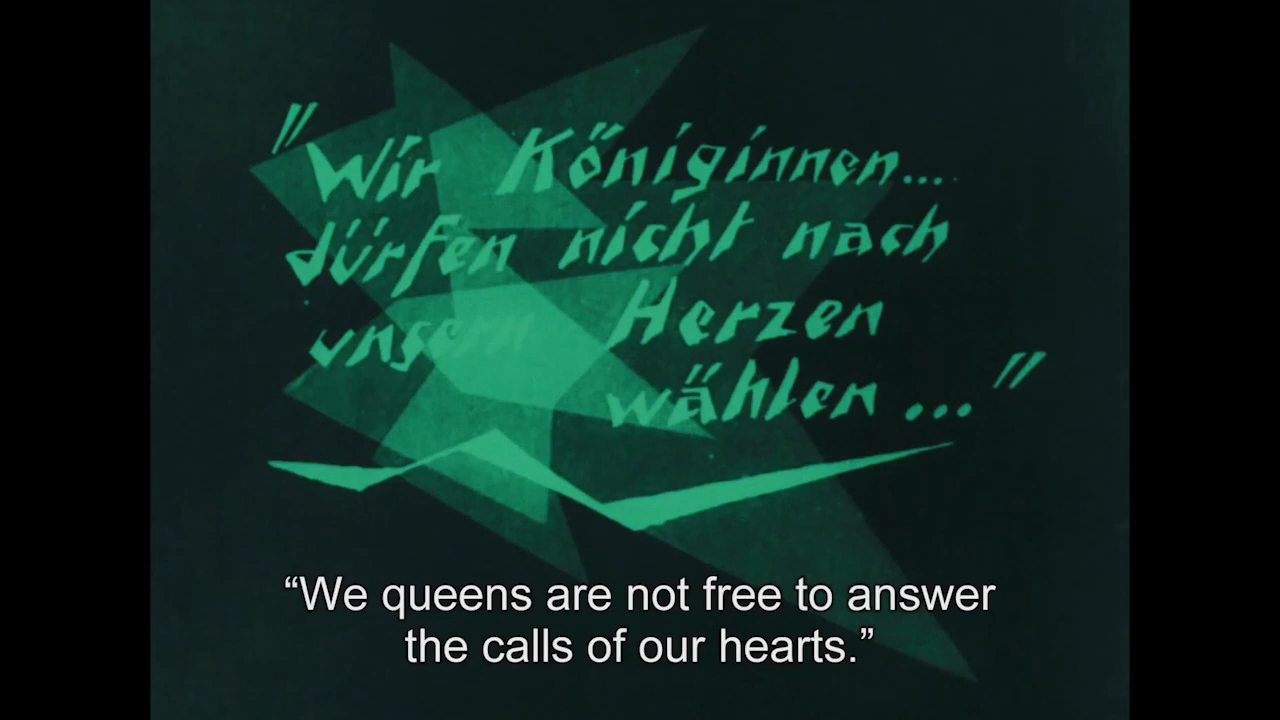 "Wir Königinnen...
dürfen nicht nach
unserm Herzen
wählen ..."
“We queens are not free to answer
the calls of our hearts.”